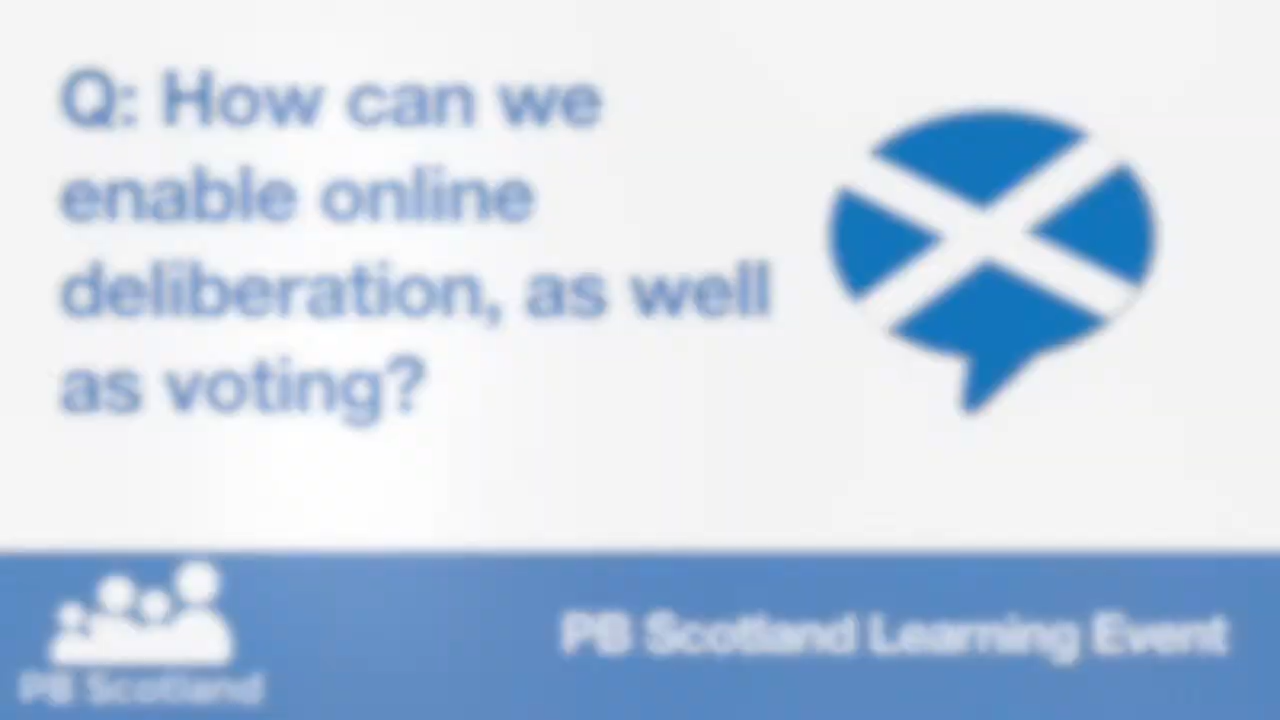 Q: How can we
enable online
deliberation, as well
as voting?
PB Scotland
PB Scotland Learning Event